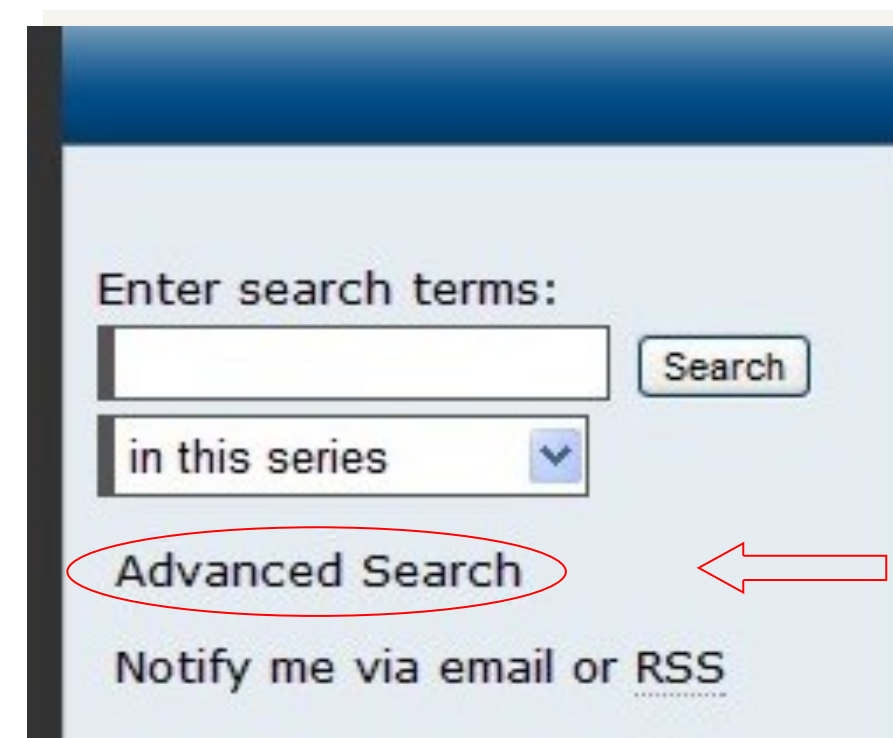 Enter search terms:
Search
in this series
Advanced Search
Notify me via email or RSS